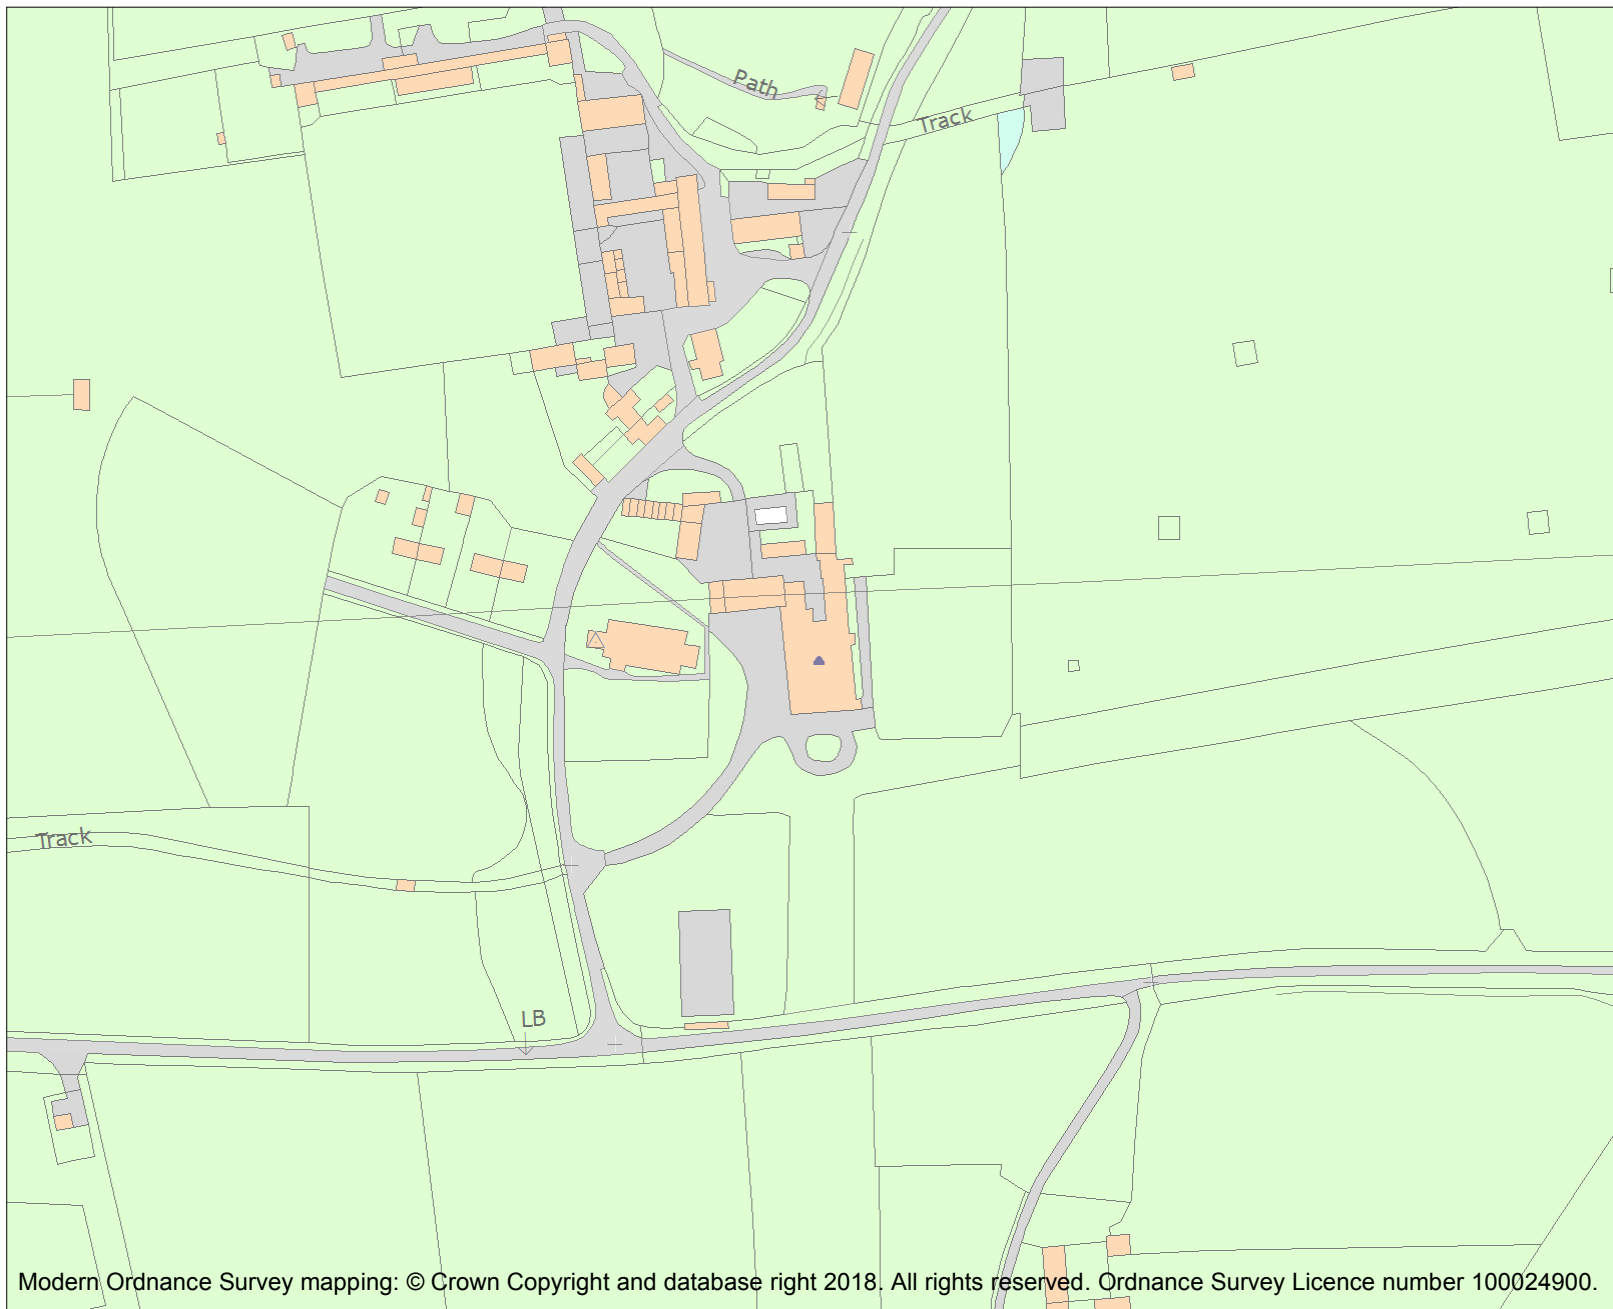 Path
Track
Track
LB
Modern Ordnance Survey mapping: © Crown Copyright and database right 2018. All rights reserved. Ordnance Survey Licence number 100024900.